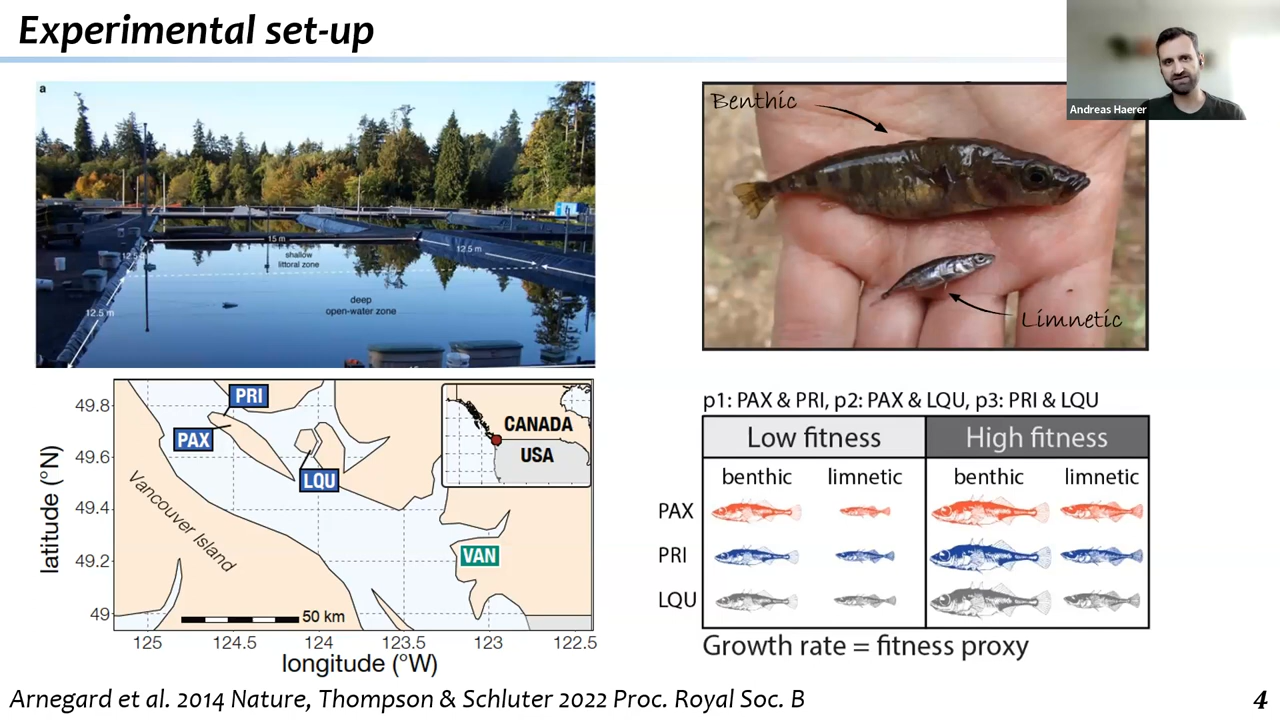 Experimental set-up
Andreas Haerer
a
15 m
12.5 m
shallow
littoral zone
deep
open-water zone
12.5 m
Benthic
Limnetic
PRI
PAX
LQU
VAN
CANADA
USA
Vancouver Island
50 km
latitude (°N)
49.8
49.6
49.4
49.2
49
125
124.5
124
123.5
123
122.5
longitude (°W)
p1: PAX & PRI, p2: PAX & LQU, p3: PRI & LQU
Low fitness High fitness
benthic limnetic benthic limnetic
PAX
PRI
LQU
Growth rate = fitness proxy
Arnegard et al. 2014 Nature, Thompson & Schluter 2022 Proc. Royal Soc. B
4